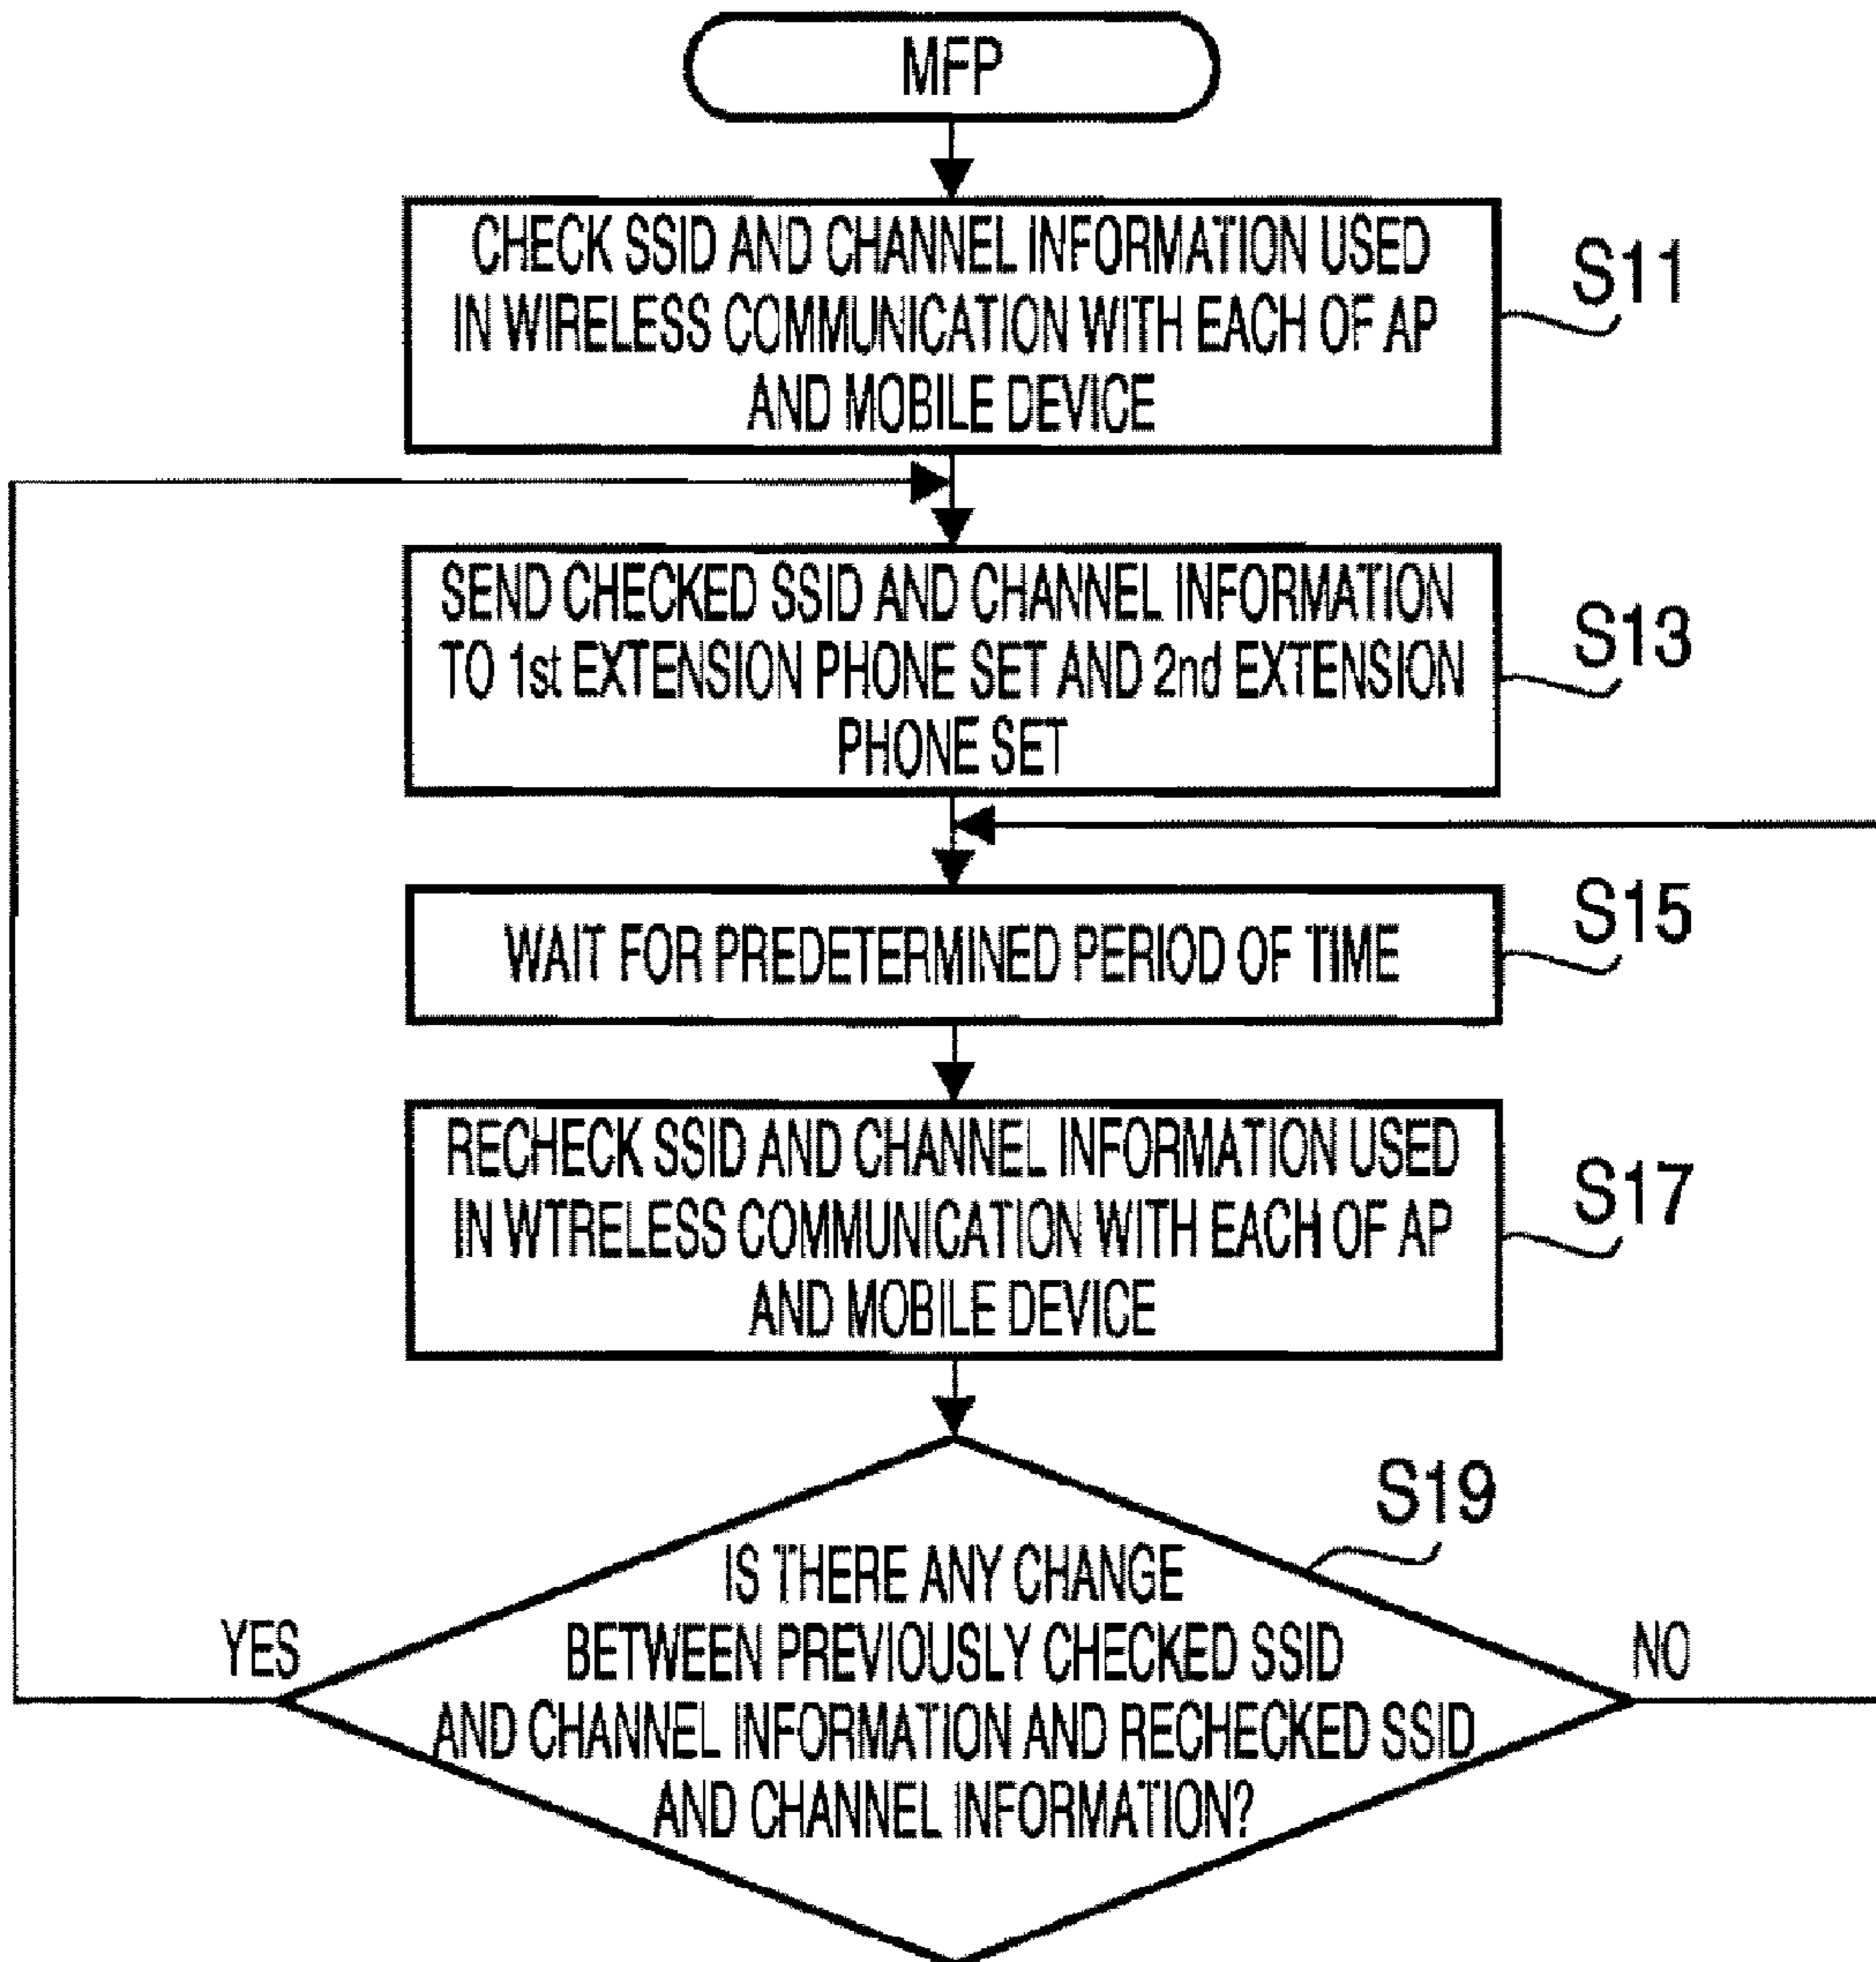 MFP
CHECK SSID AND CHANNEL INFORMATION USED
IN WIRELESS COMMUNICATION WITH EACH OF AP
AND MOBILE DEVICE
S11
SEND CHECKED SSID AND CHANNEL INFORMATION
TO 1st EXTENSION PHONE SET AND 2nd EXTENSION
PHONE SET
S13
WAIT FOR PREDETERMINED PERIOD OF TIME
S15
RECHECK SSID AND CHANNEL INFORMATION USED
IN WTRELESS COMMUNICATION WITH EACH OF AP
AND MOBILE DEVICE
S17
S19
IS THERE ANY CHANGE
BETWEEN PREVIOUSLY CHECKED SSID
AND CHANNEL INFORMATION AND RECHECKED SSID
AND CHANNEL INFORMATION?
YES
NO